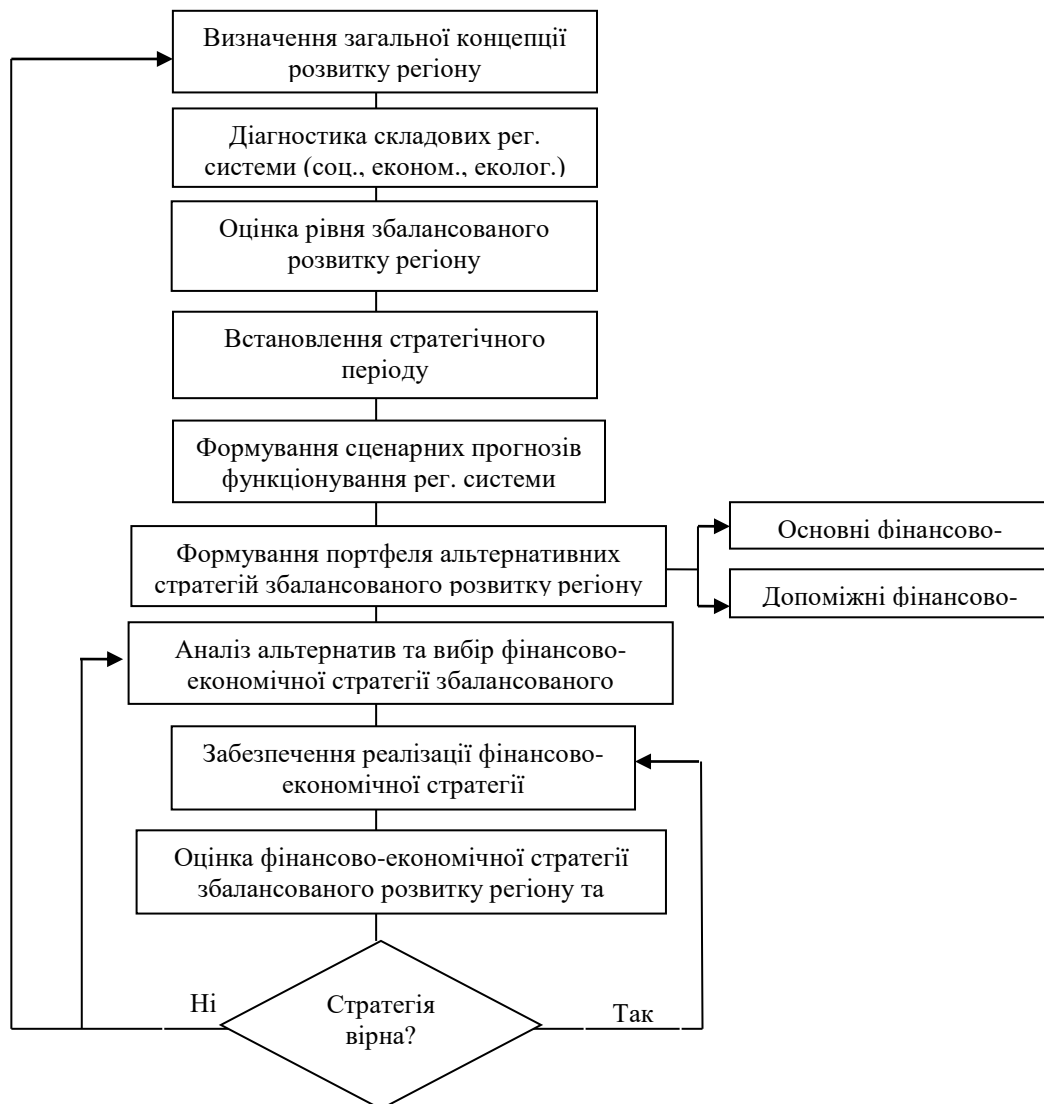 Визначення загальної концепції
розвитку регіону
Діагностика складових рег.
системи (соц., економ., еколог.)
Оцінка рівня збалансованого
розвитку регіону
Встановлення стратегічного
періоду
Формування сценарних прогнозів
функціонування рег. системи
Формування портфеля альтернативних
стратегій збалансованого розвитку регіону
Основні фінансово-
Допоміжні фінансово-
Аналіз альтернатив та вибір фінансово-
економічної стратегії збалансованого
Забезпечення реалізації фінансово-
економічної стратегії
Оцінка фінансово-економічної стратегії
збалансованого розвитку регіону та
Ні
Стратегія
вірна?
Так